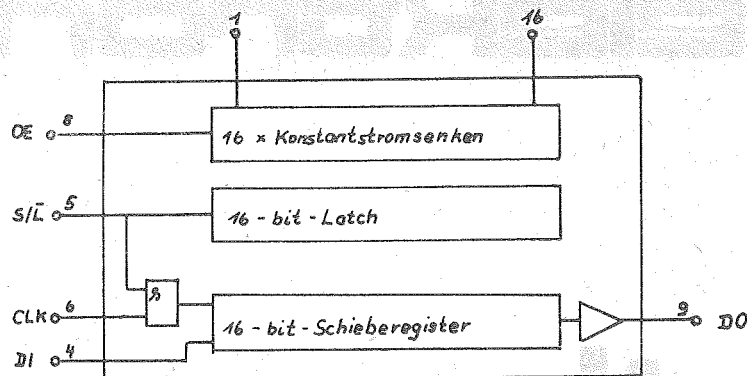 1 16
OE 8
16 × Konstantstromsenken
S/L̅ 5
16-bit-Latch
&
CLK 6
16-bit-Schieberegister
9 DO
DI 4